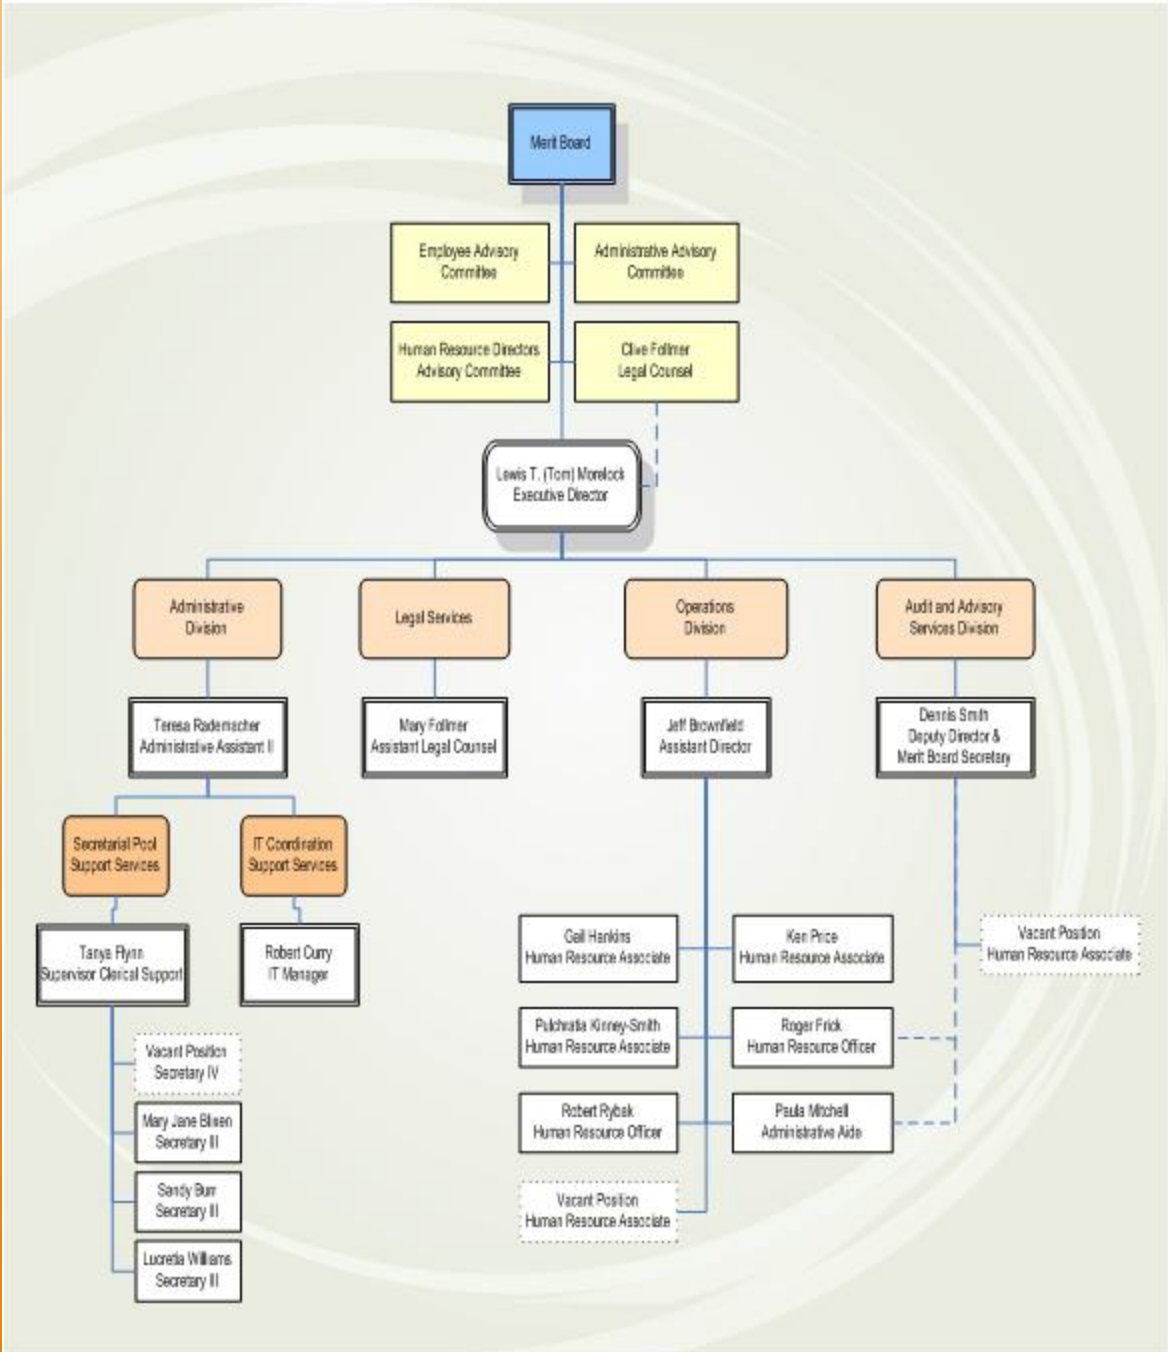 Merit Board
Employee Advisory
Committee
Administrative Advisory
Committee
Human Resource Directors
Advisory Committee
Clive Follmer
Legal Counsel
Lewis T. (Tom) Morelock
Executive Director
Administrative
Division
Legal Services
Operations
Division
Audit and Advisory
Services Division
Teresa Rademacher
Administrative Assistant II
Mary Follmer
Assistant Legal Counsel
Jeff Brownfield
Assistant Director
Dennis Smith
Deputy Director &
Merit Board Secretary
Secretarial Pool
Support Services
IT Coordination
Support Services
Tanya Flynn
Supervisor Clerical Support
Robert Curry
IT Manager
Gail Hankins
Human Resource Associate
Ken Price
Human Resource Associate
Vacant Position
Human Resource Associate
Pulchratia Kinney-Smith
Human Resource Associate
Roger Frick
Human Resource Officer
Robert Rybak
Human Resource Officer
Paula Mitchell
Administrative Aide
Vacant Position
Human Resource Associate
Vacant Position
Secretary IV
Mary Jane Blixen
Secretary III
Sandy Burr
Secretary III
Lucretia Williams
Secretary III